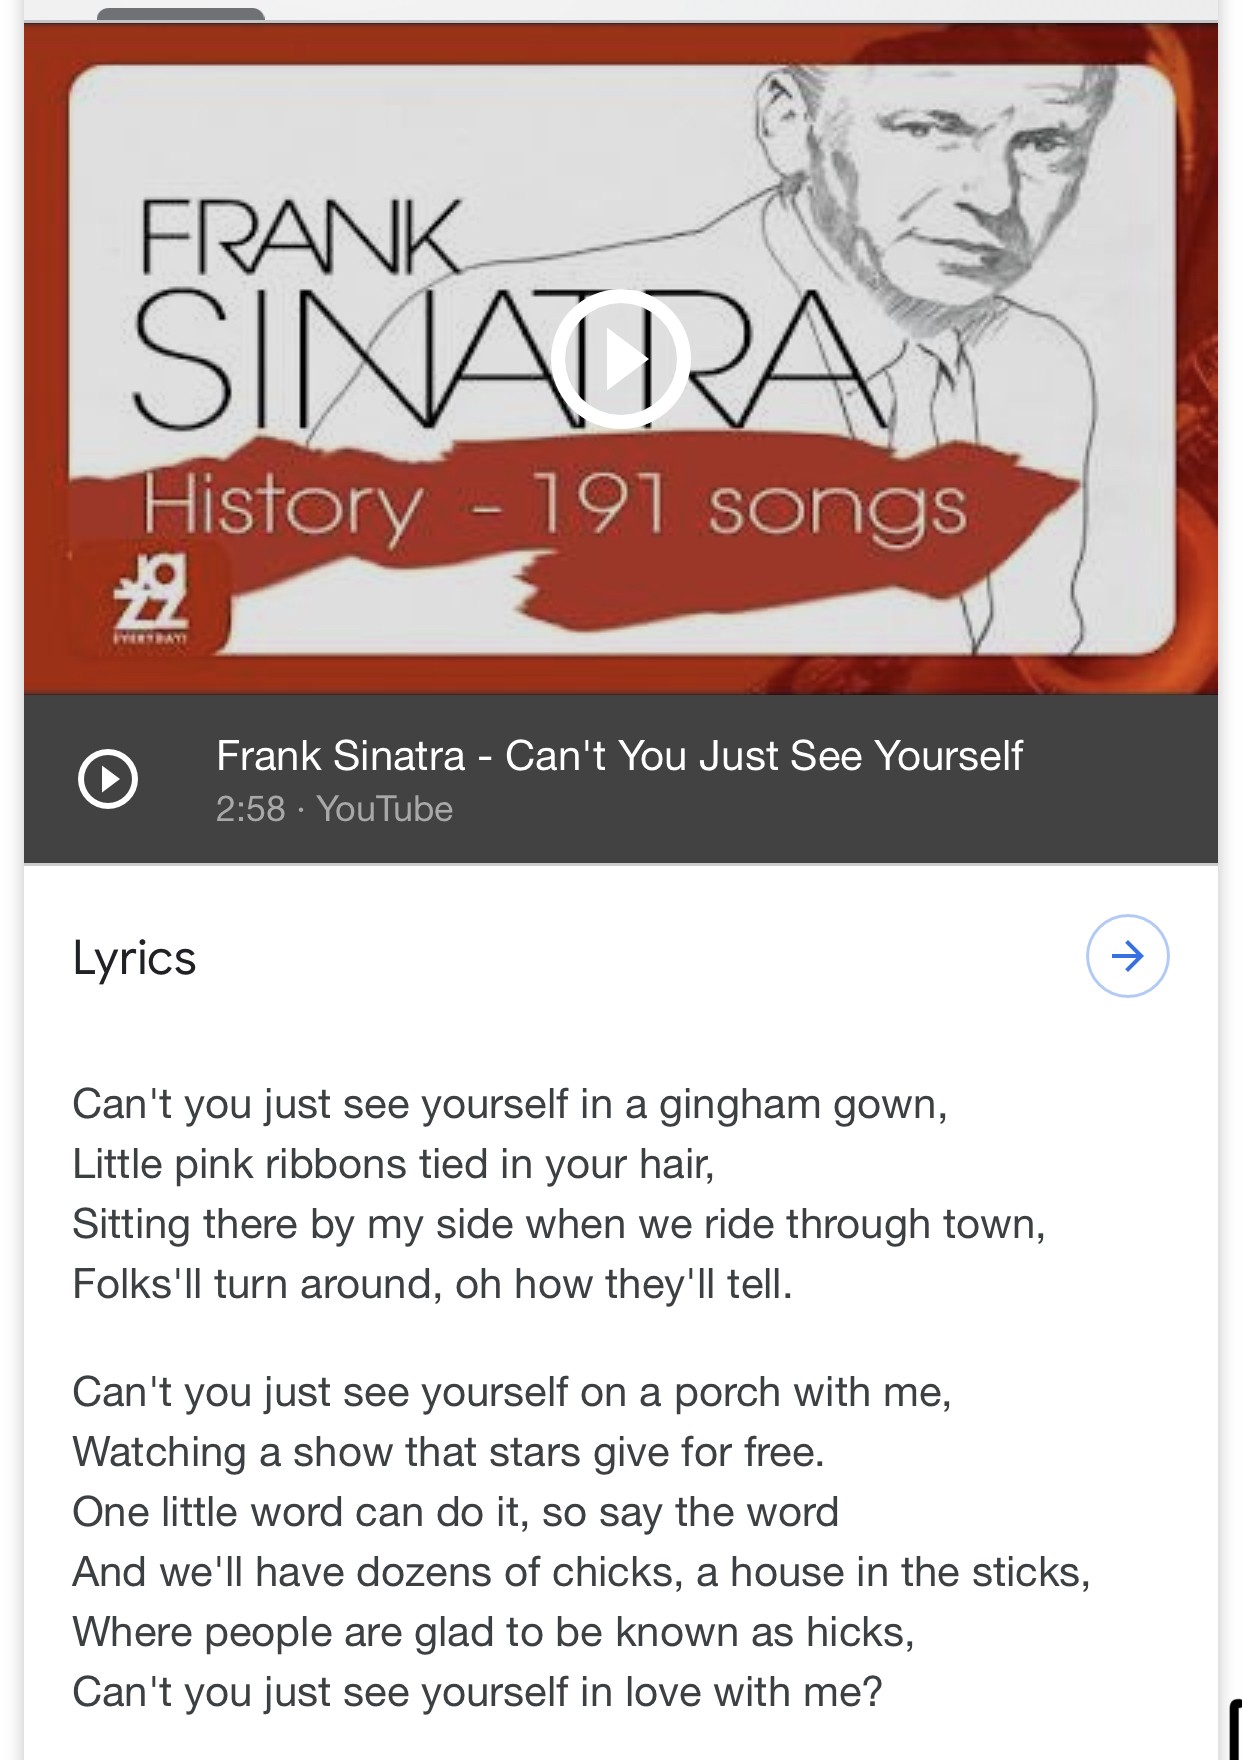 FRANK
SINATRA
History - 191 songs
JAZZ
EVERYDAY!
Frank Sinatra - Can't You Just See Yourself
2:58 · YouTube
Lyrics
Can't you just see yourself in a gingham gown,
Little pink ribbons tied in your hair,
Sitting there by my side when we ride through town,
Folks'll turn around, oh how they'll tell.
Can't you just see yourself on a porch with me,
Watching a show that stars give for free.
One little word can do it, so say the word
And we'll have dozens of chicks, a house in the sticks,
Where people are glad to be known as hicks,
Can't you just see yourself in love with me?